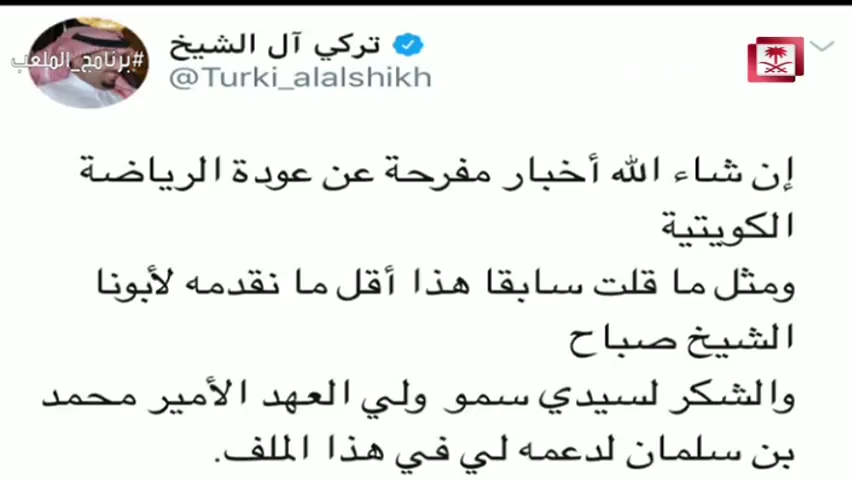 تركي آل الشيخ
@Turki_alalshikh
#برنامج_الملعب
إن شاء الله أخبار مفرحة عن عودة الرياضة
الكويتية
ومثل ما قلت سابقا هذا أقل ما نقدمه لأبونا
الشيخ صباح
والشكر لسيدي سمو ولي العهد الأمير محمد
بن سلمان لدعمه لي في هذا الملف.